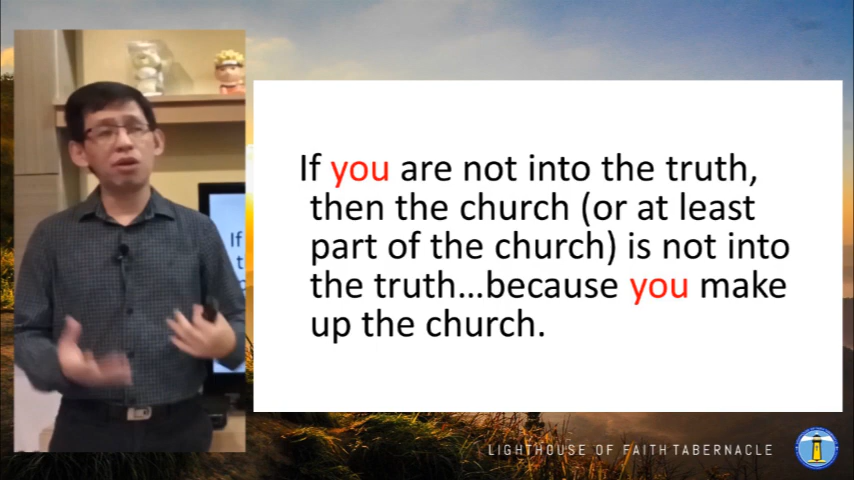 If you are not into the truth,
then the church (or at least
part of the church) is not into
the truth...because you make
up the church.
If
t
LIGHTHOUSE OF FAITH TABERNACLE